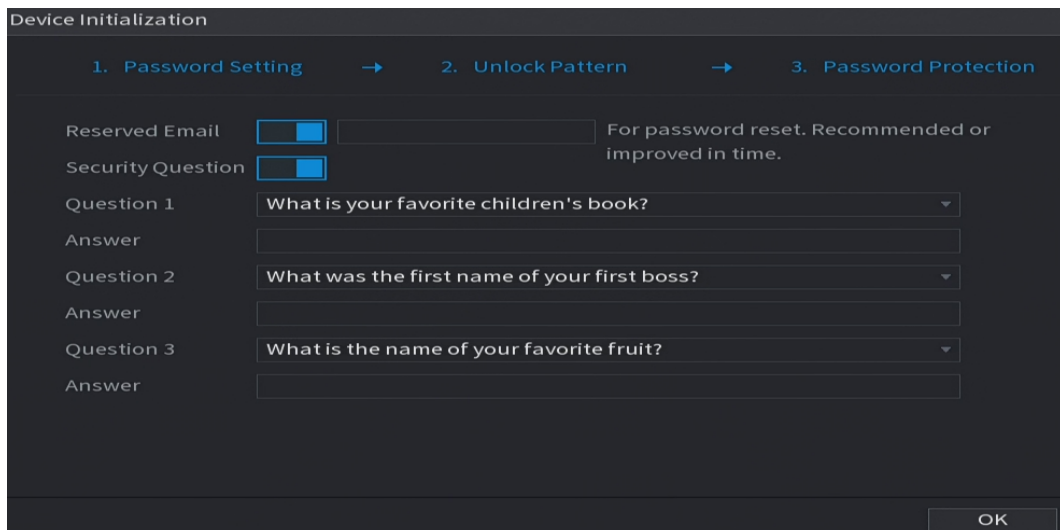 Device Initialization
1. Password Setting → 2. Unlock Pattern → 3. Password Protection
Reserved Email For password reset. Recommended or
improved in time.
Security Question
Question 1 What is your favorite children's book?
Answer
Question 2 What was the first name of your first boss?
Answer
Question 3 What is the name of your favorite fruit?
Answer
OK